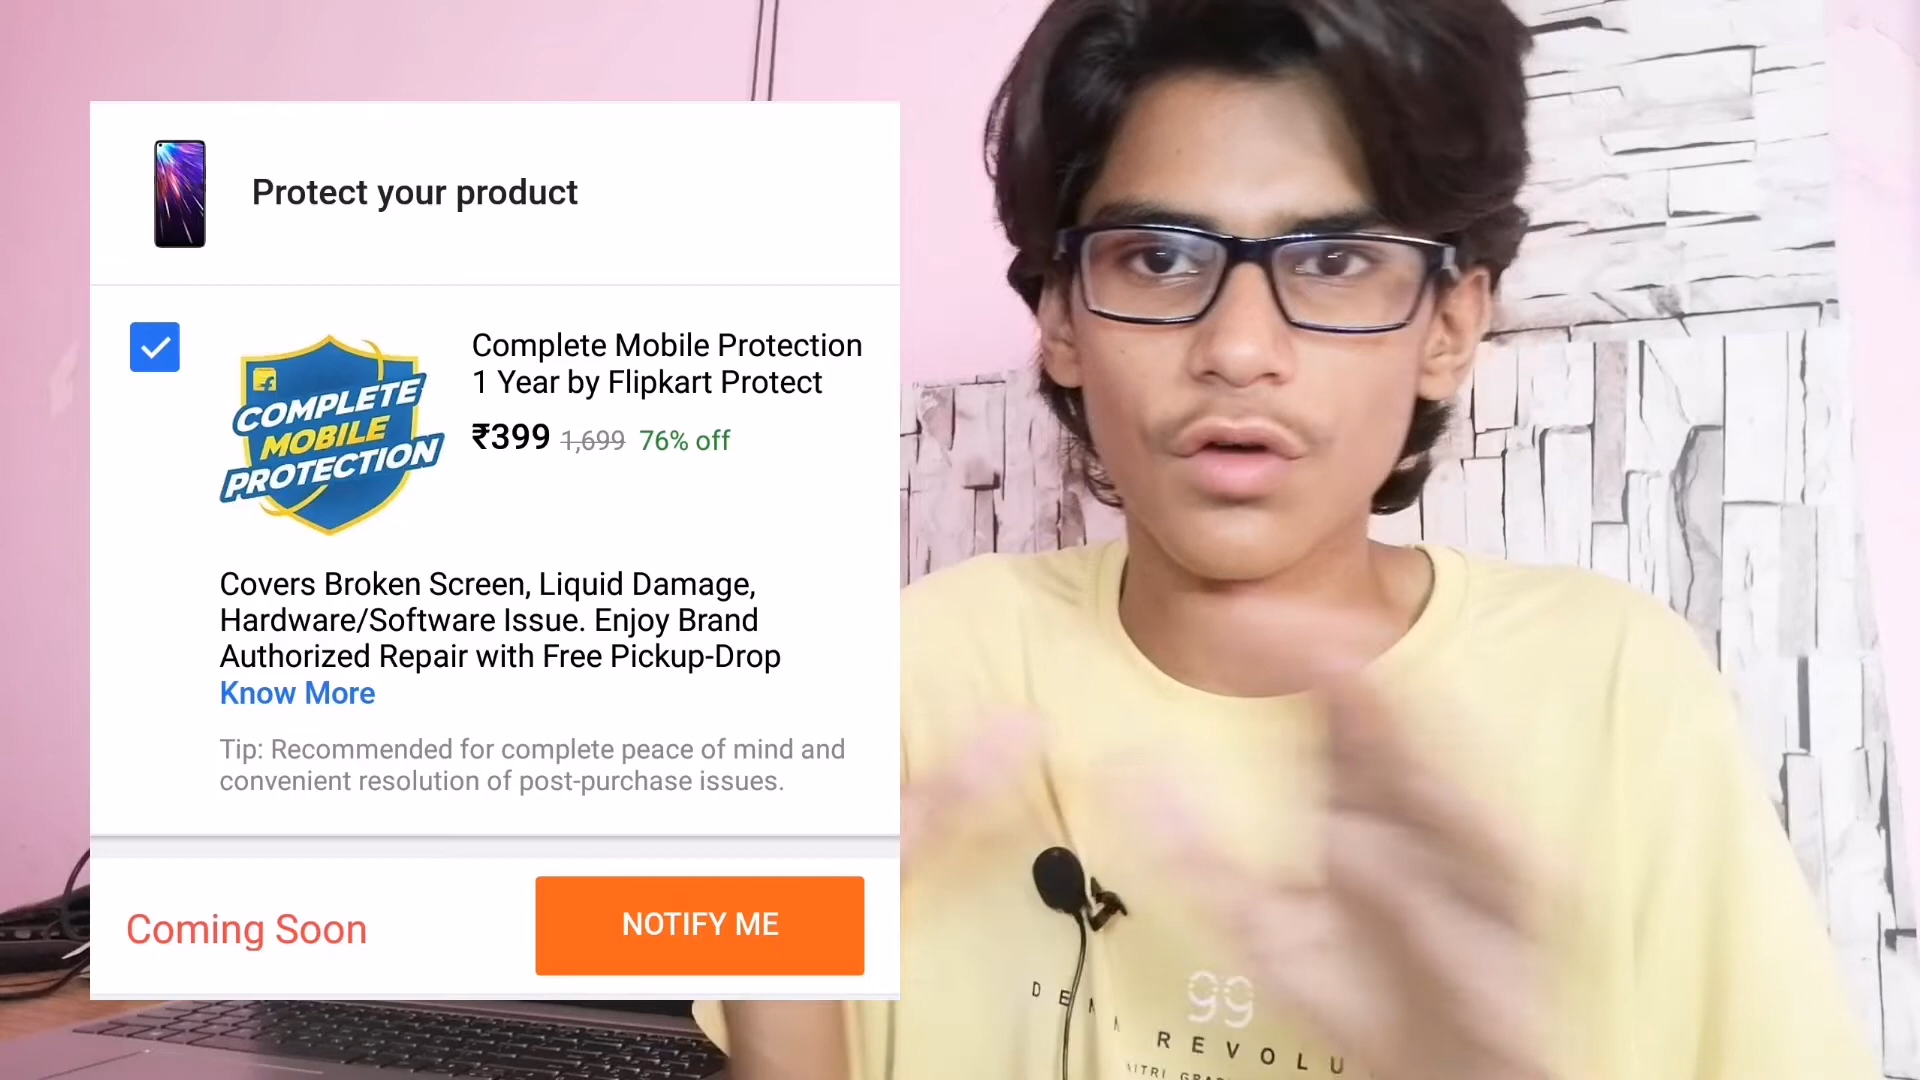 Protect your product
COMPLETE
MOBILE
PROTECTION
Complete Mobile Protection
1 Year by Flipkart Protect
₹399 1,699 76% off
Covers Broken Screen, Liquid Damage,
Hardware/Software Issue. Enjoy Brand
Authorized Repair with Free Pickup-Drop
Know More
Tip: Recommended for complete peace of mind and
convenient resolution of post-purchase issues.
Coming Soon
NOTIFY ME
99
REVOLU